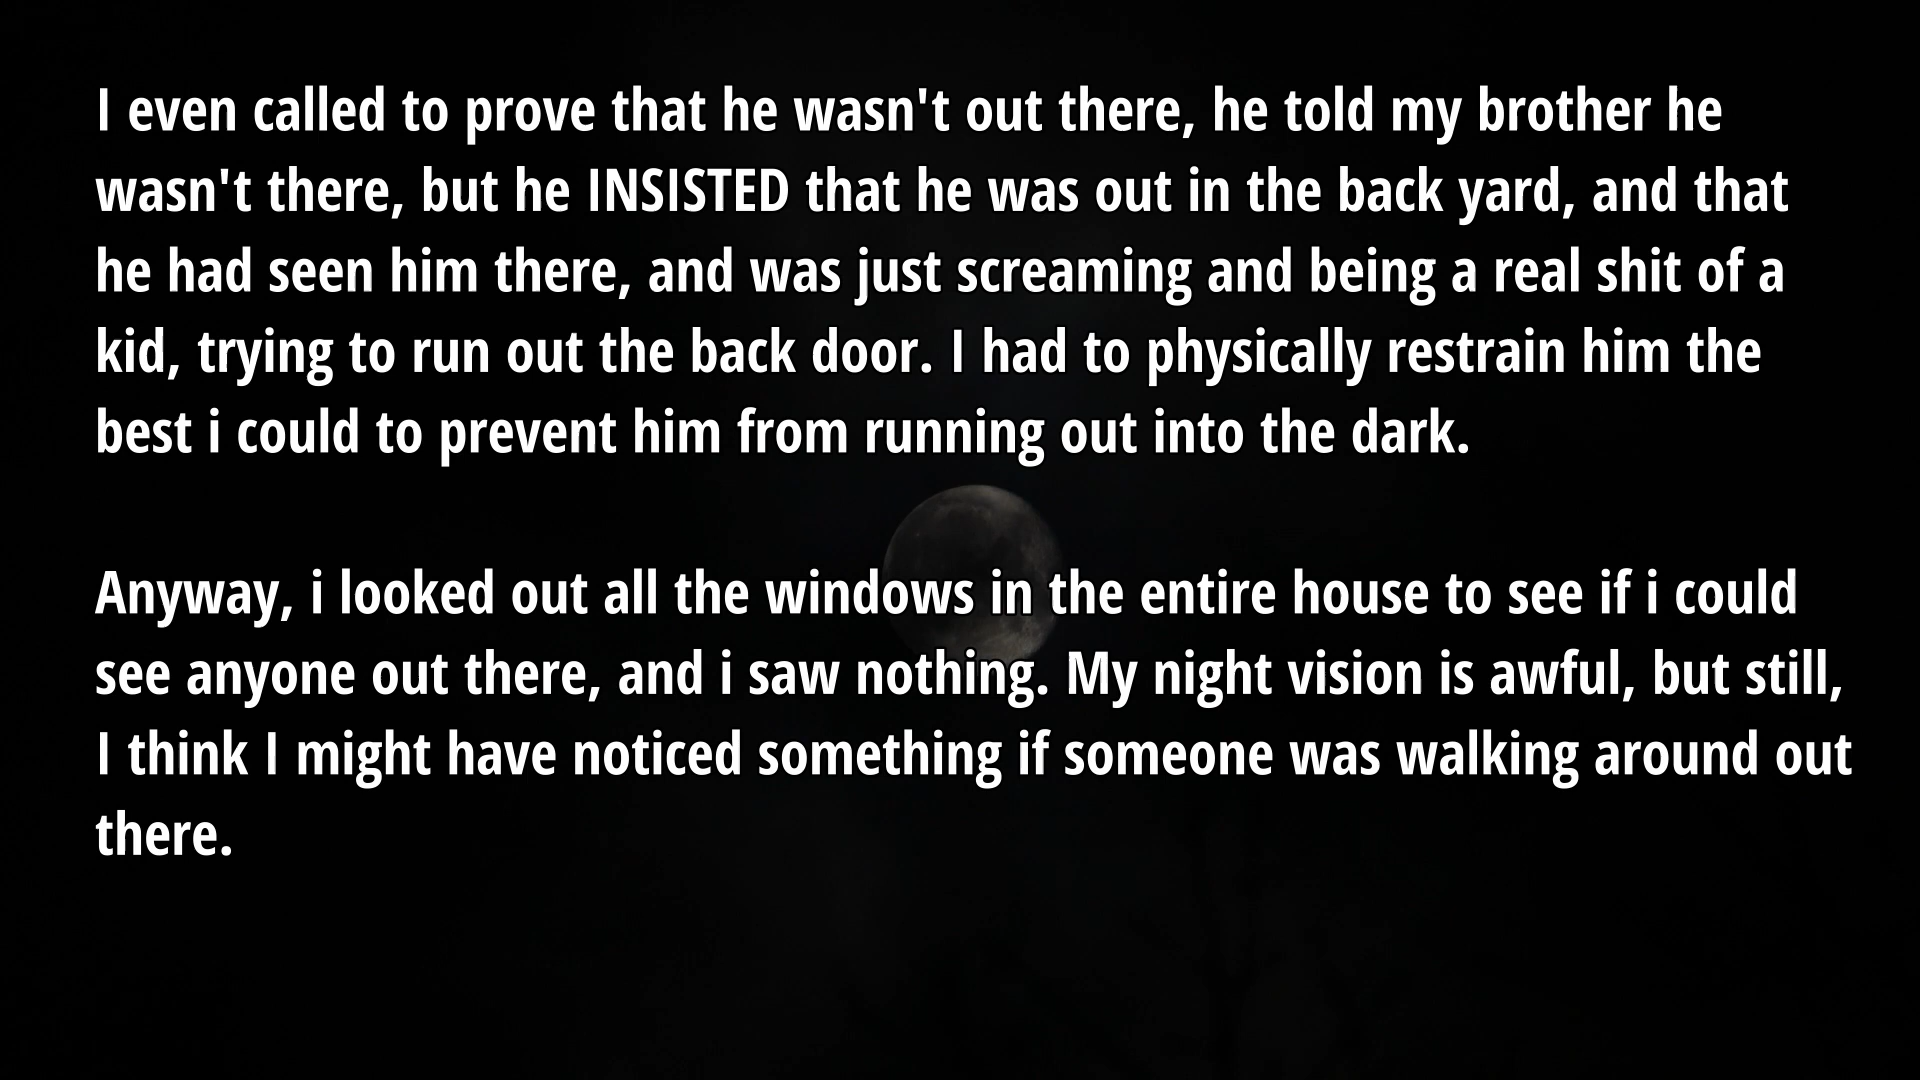 I even called to prove that he wasn't out there, he told my brother he
wasn't there, but he INSISTED that he was out in the back yard, and that
he had seen him there, and was just screaming and being a real shit of a
kid, trying to run out the back door. I had to physically restrain him the
best i could to prevent him from running out into the dark.
Anyway, i looked out all the windows in the entire house to see if i could
see anyone out there, and i saw nothing. My night vision is awful, but still,
I think I might have noticed something if someone was walking around out
there.